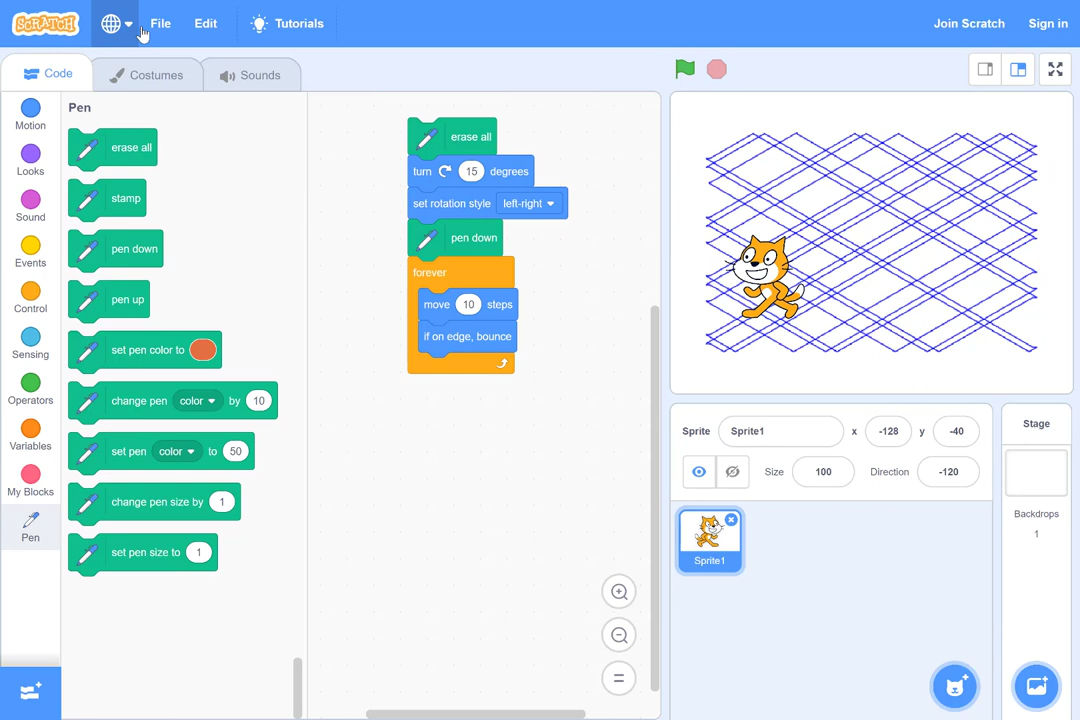 SCRATCH
File
Edit
Tutorials
Join Scratch
Sign in
Code
Costumes
Sounds
Motion
Looks
Sound
Events
Control
Sensing
Operators
Variables
My Blocks
Pen
Pen
erase all
stamp
pen down
pen up
set pen color to
change pen color by 10
set pen color to 50
change pen size by 1
set pen size to 1
erase all
turn 15 degrees
set rotation style left-right
pen down
forever
move 10 steps
if on edge, bounce
Sprite Sprite1 x -128 y -40
Size 100 Direction -120
Sprite1
Stage
Backdrops
1